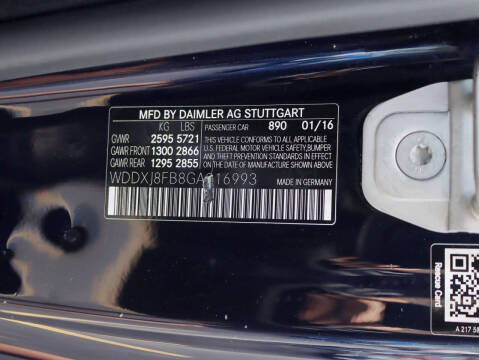 MFD BY DAIMLER AG STUTTGART
KG LBS PASSENGER CAR 890 01/16
GVWR 2595 5721 THIS VEHICLE CONFORMS TO ALL APPLICABLE
GAWR FRONT 1300 2866 U.S. FEDERAL MOTOR VEHICLE SAFETY, BUMPER
GAWR REAR 1295 2855 AND THEFT PREVENTION STANDARDS IN EFFECT
ON THE DATE OF MANUFACTURE SHOWN ABOVE.
MADE IN GERMANY
Rescue Card
A 217 58